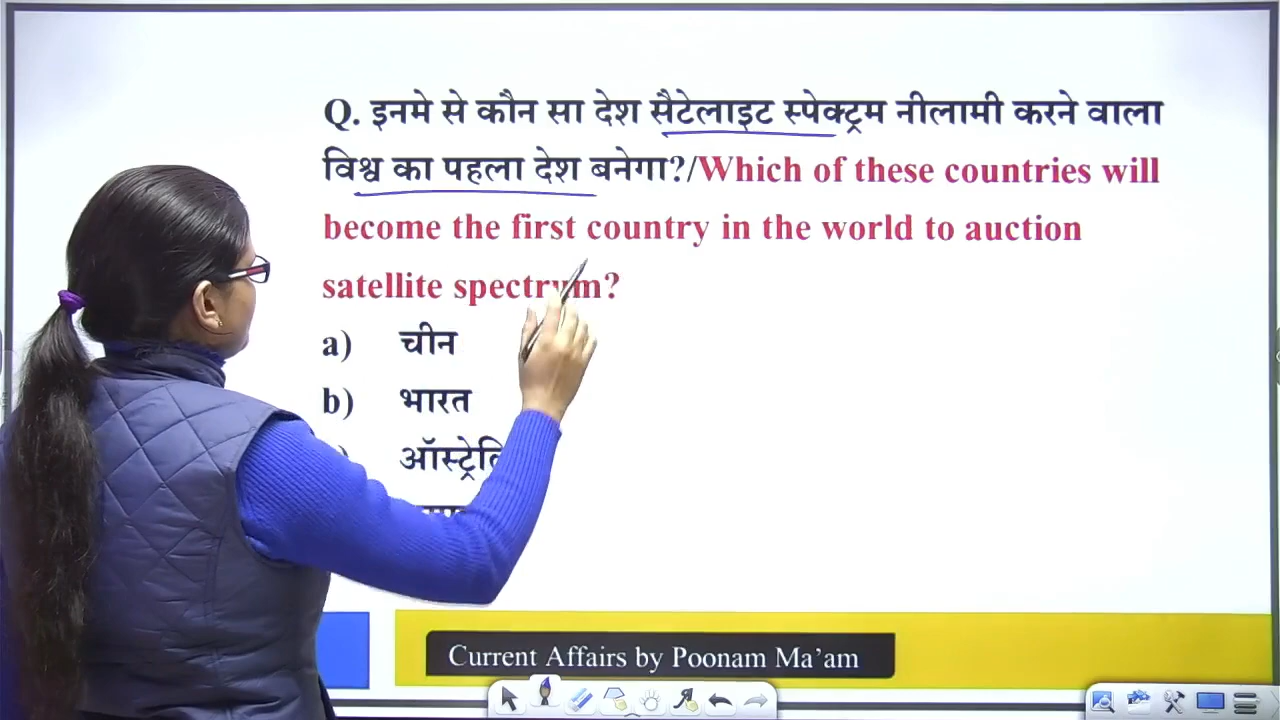 Q. इनमे से कौन सा देश सैटेलाइट स्पेक्ट्रम नीलामी करने वाला
विश्व का पहला देश बनेगा?/Which of these countries will
become the first country in the world to auction
satellite spectrum?
a) चीन
b) भारत
Current Affairs by Poonam Ma'am